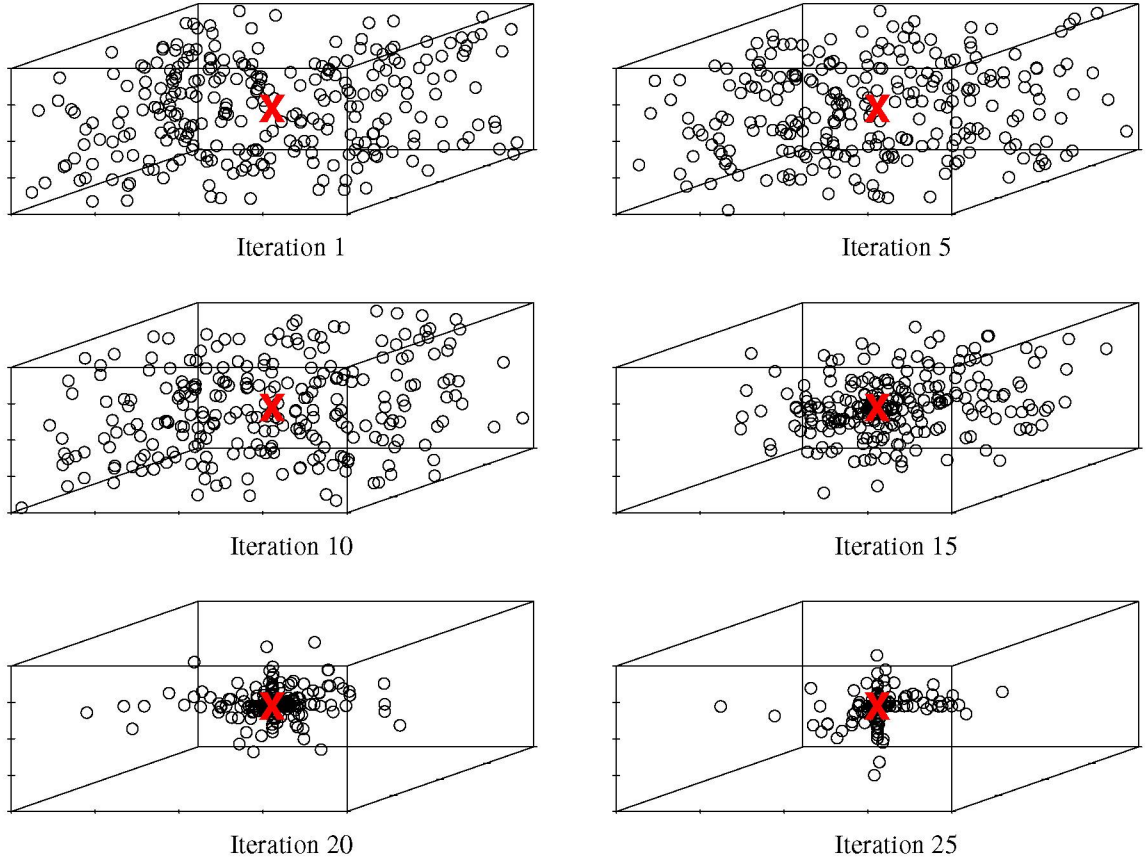 X
X
Iteration 1
Iteration 5
X
X
Iteration 10
Iteration 15
X
X
Iteration 20
Iteration 25